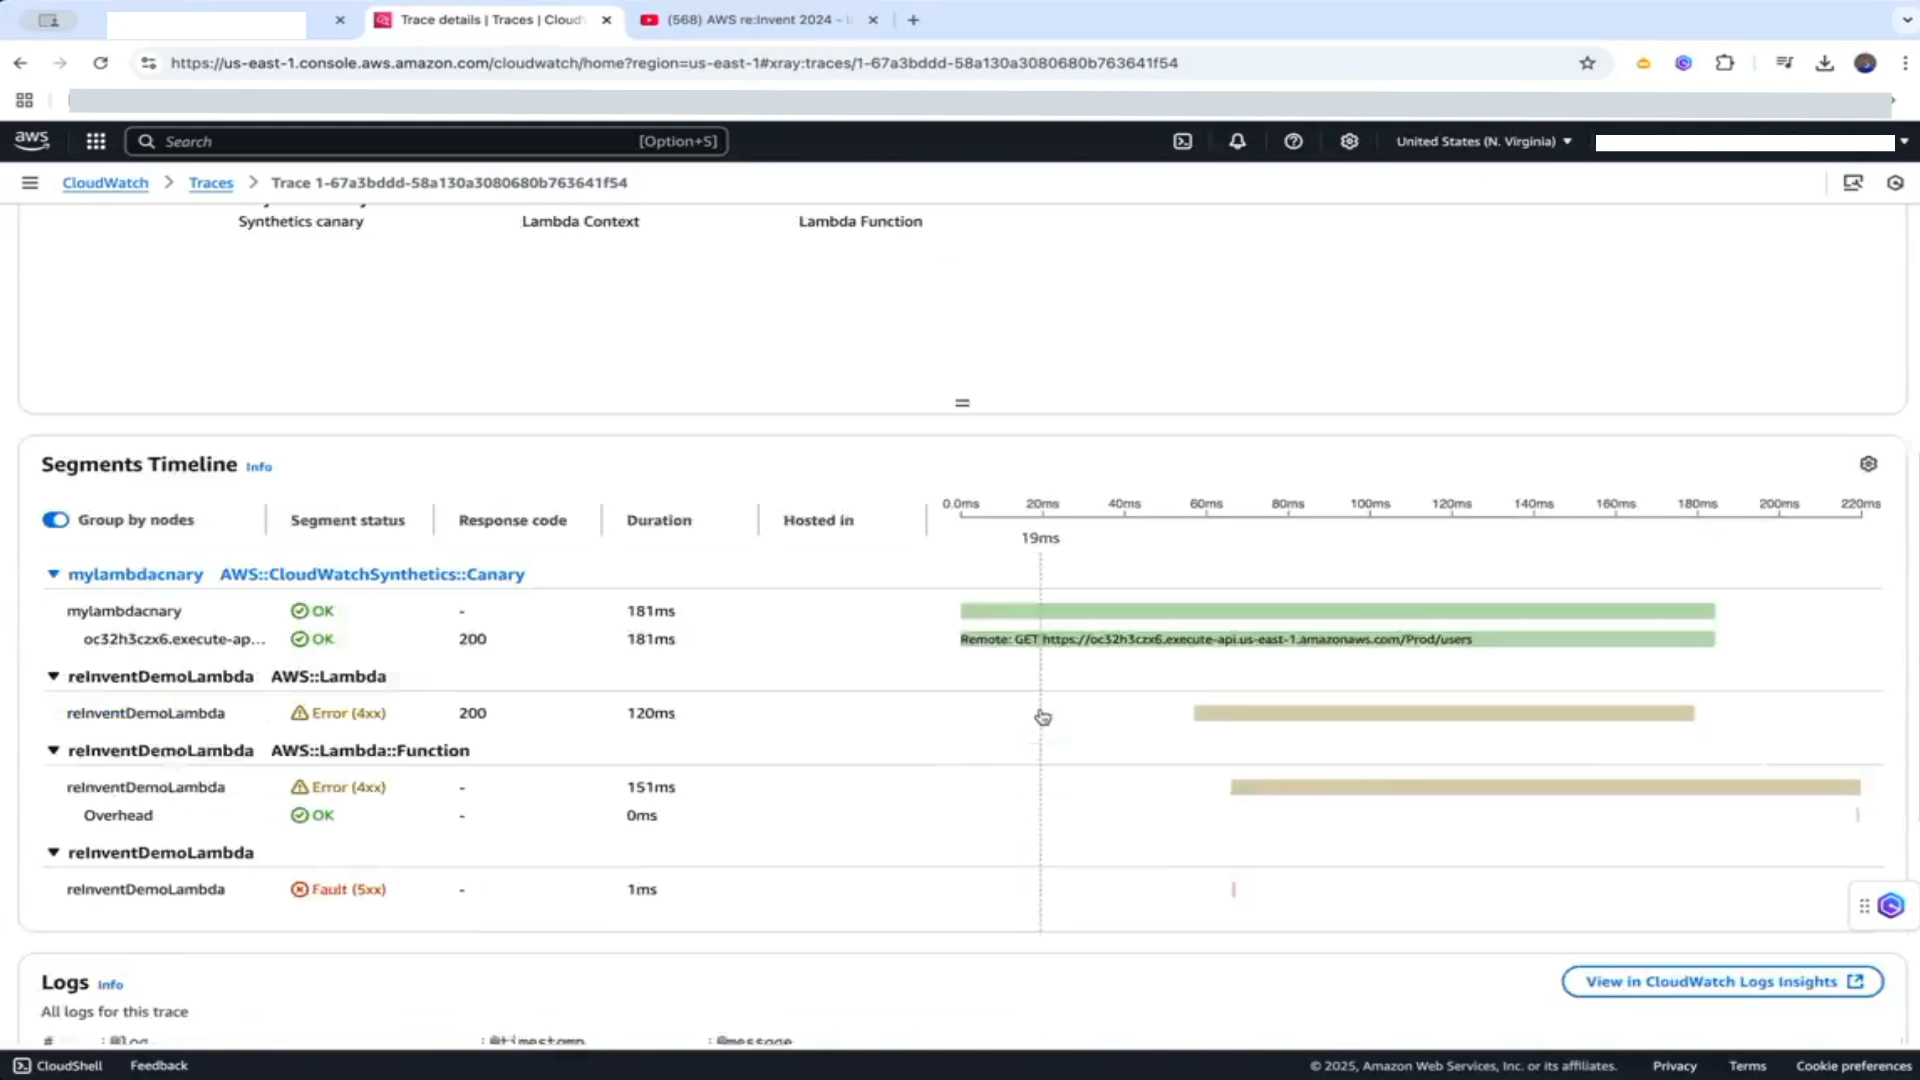 Trace details | Traces | Cloud
(568) AWS re:Invent 2024 -
https://us-east-1.console.aws.amazon.com/cloudwatch/home?region=us-east-1#xray:traces/1-67a3bddd-58a130a3080680b763641f54
aws
Search
[Option+S]
United States (N. Virginia)
CloudWatch
Traces
Trace 1-67a3bddd-58a130a3080680b763641f54
Synthetics canary
Lambda Context
Lambda Function
Segments Timeline Info
Group by nodes
Segment status
Response code
Duration
Hosted in
0.0ms 20ms 40ms 60ms 80ms 100ms 120ms 140ms 160ms 180ms 200ms 220ms
19ms
mylambdacnary AWS::CloudWatchSynthetics::Canary
mylambdacnary OK - 181ms
oc32h3czx6.execute-ap... OK 200 181ms Remote: GET https://oc32h3czx6.execute-api.us-east-1.amazonaws.com/Prod/users
reInventDemoLambda AWS::Lambda
reInventDemoLambda Error (4xx) 200 120ms
reInventDemoLambda AWS::Lambda::Function
reInventDemoLambda Error (4xx) - 151ms
Overhead OK - 0ms
reInventDemoLambda
reInventDemoLambda Fault (5xx) - 1ms
Logs Info
View in CloudWatch Logs Insights
All logs for this trace
# : @log : @timestamp : @message
CloudShell Feedback © 2025, Amazon Web Services, Inc. or its affiliates. Privacy Terms Cookie preferences